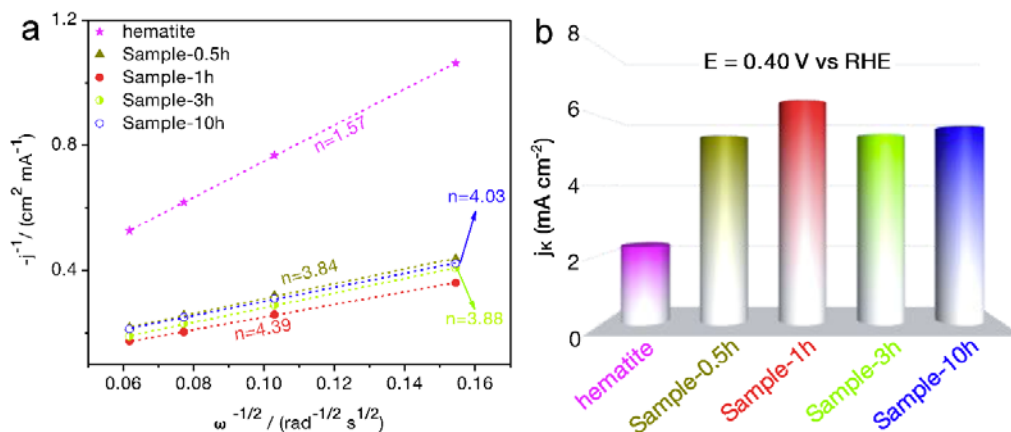 a
1.2
0.8
0.4
-j⁻¹/ (cm² mA⁻¹)
hematite
Sample-0.5h
Sample-1h
Sample-3h
Sample-10h
n=1.57
n=4.03
n=3.84
n=4.39
n=3.88
0.06 0.08 0.10 0.12 0.14 0.16
ω⁻¹/² / (rad⁻¹/² s¹/²)
b
E = 0.40 V vs RHE
8
6
4
2
0
jK (mA cm⁻²)
hematite
Sample-0.5h
Sample-1h
Sample-3h
Sample-10h